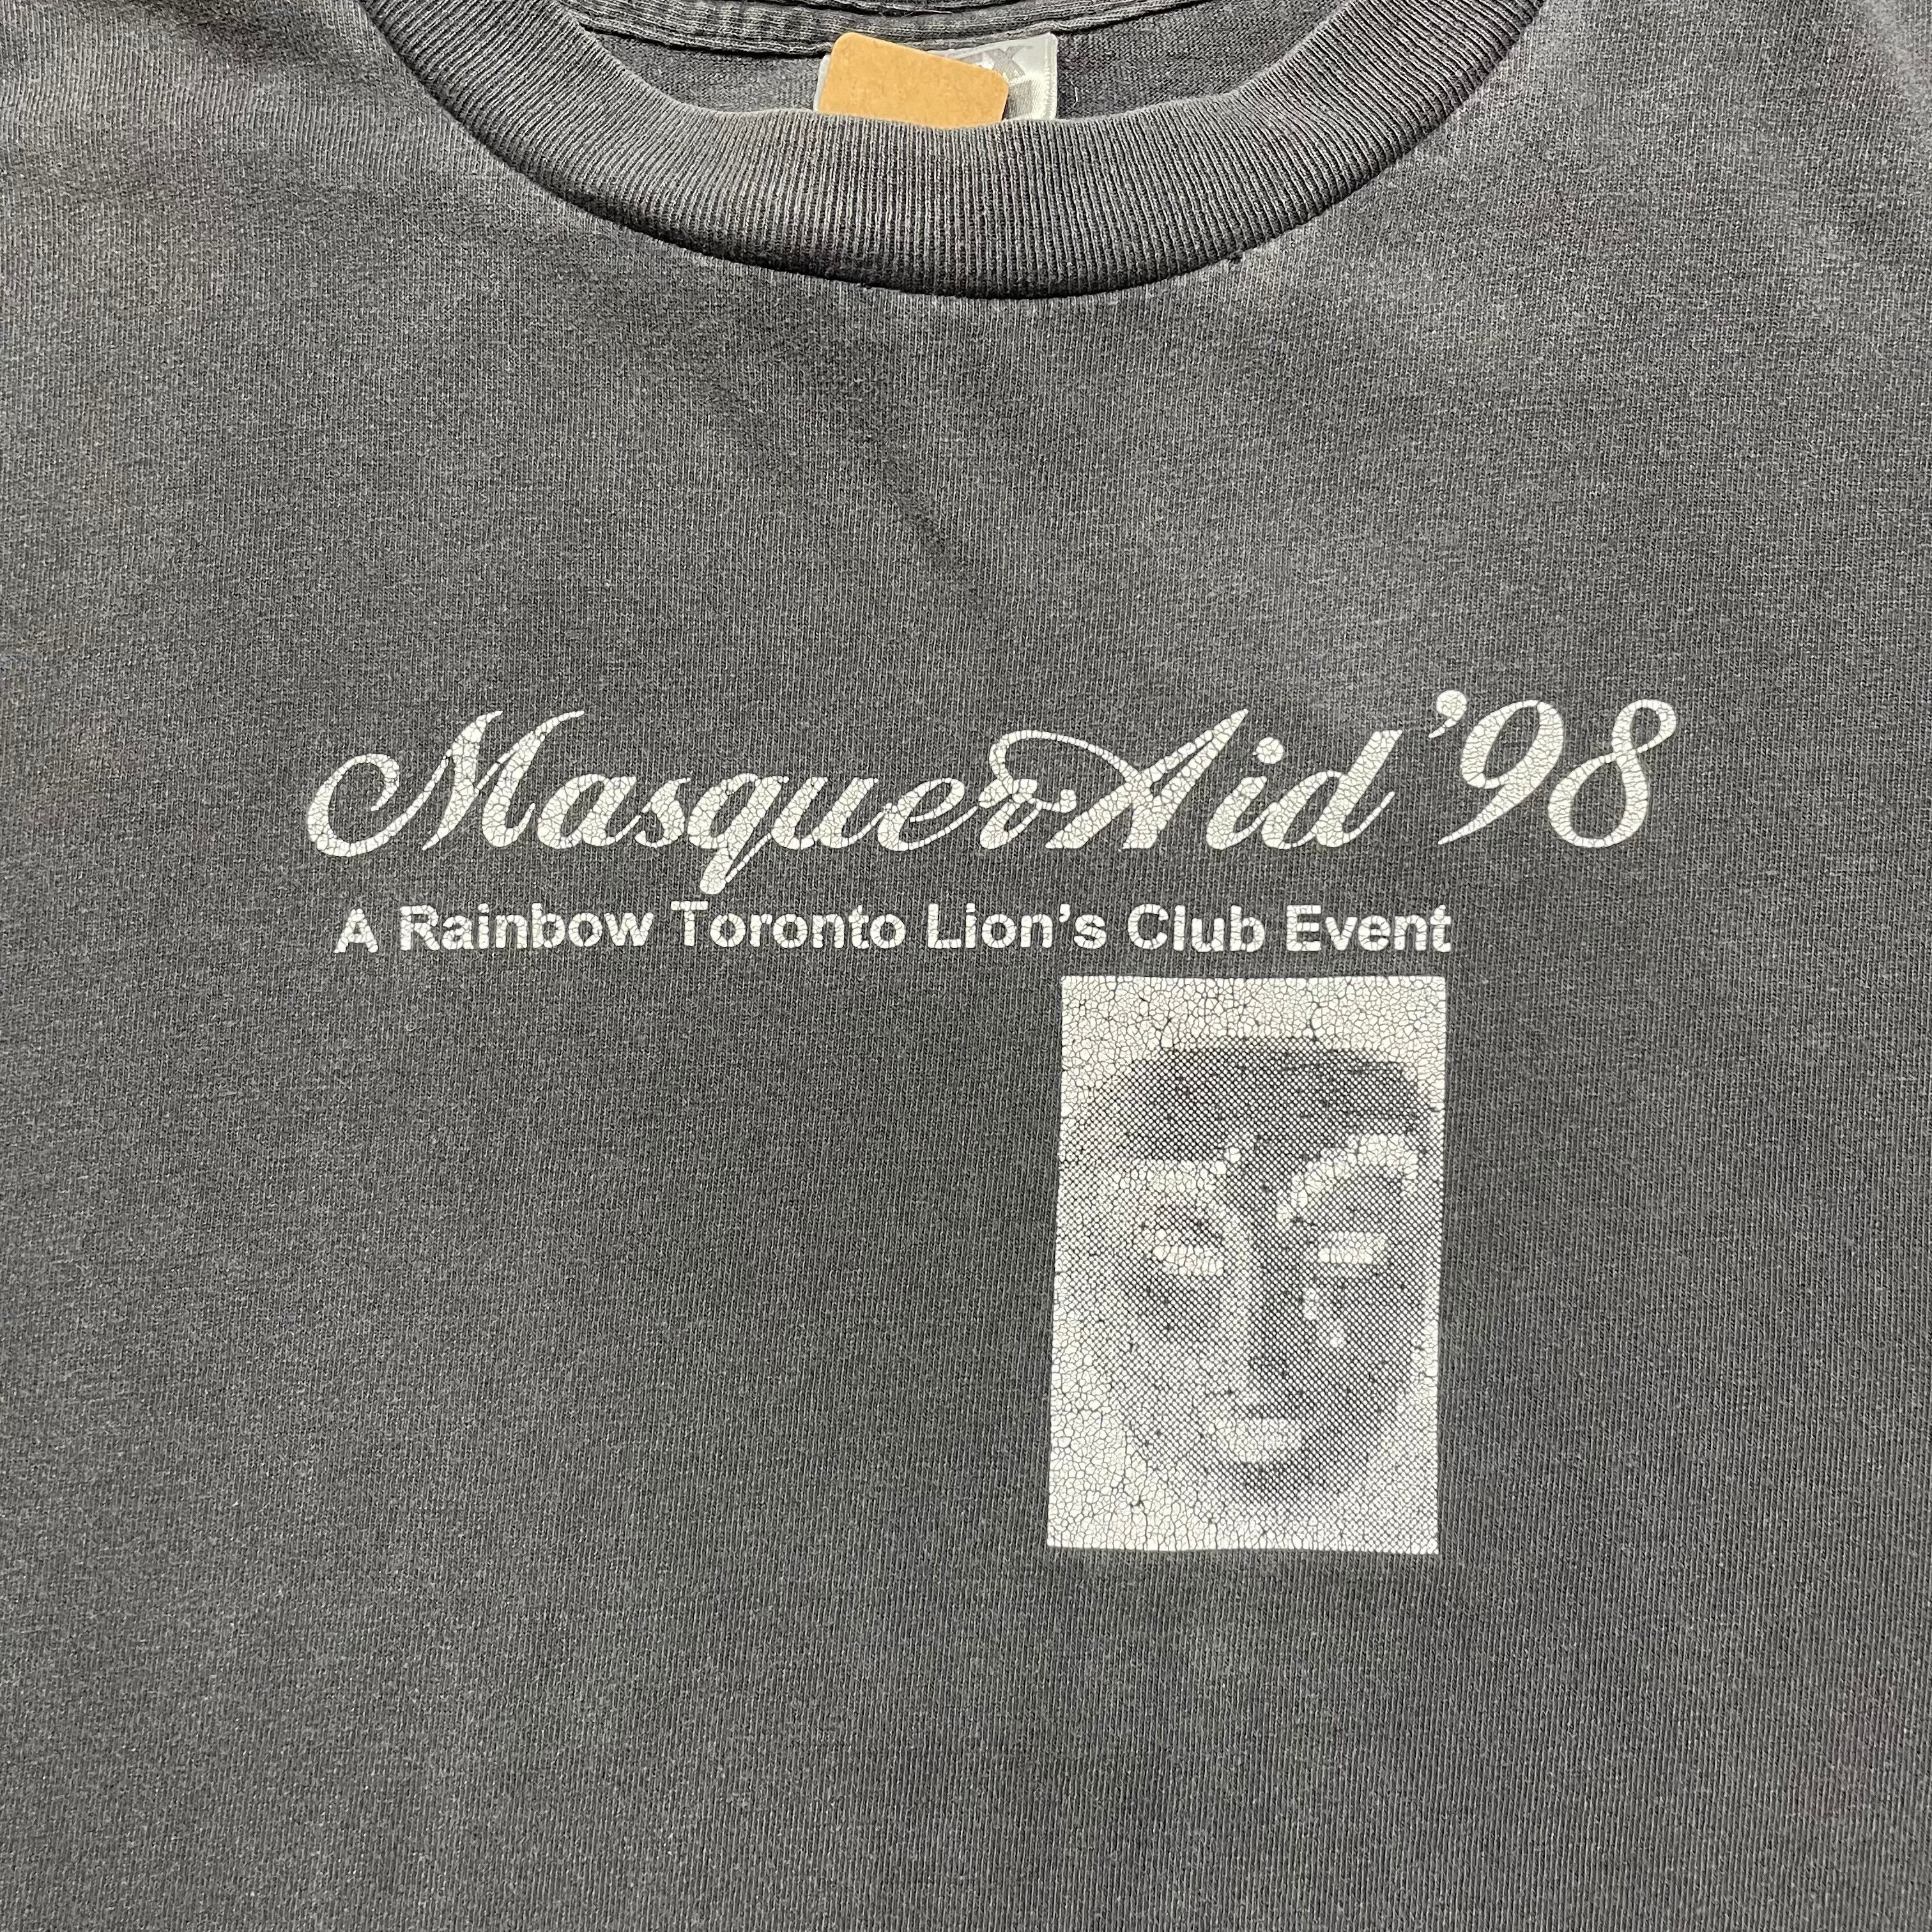 MasquerAid '98
A Rainbow Toronto Lion's Club Event